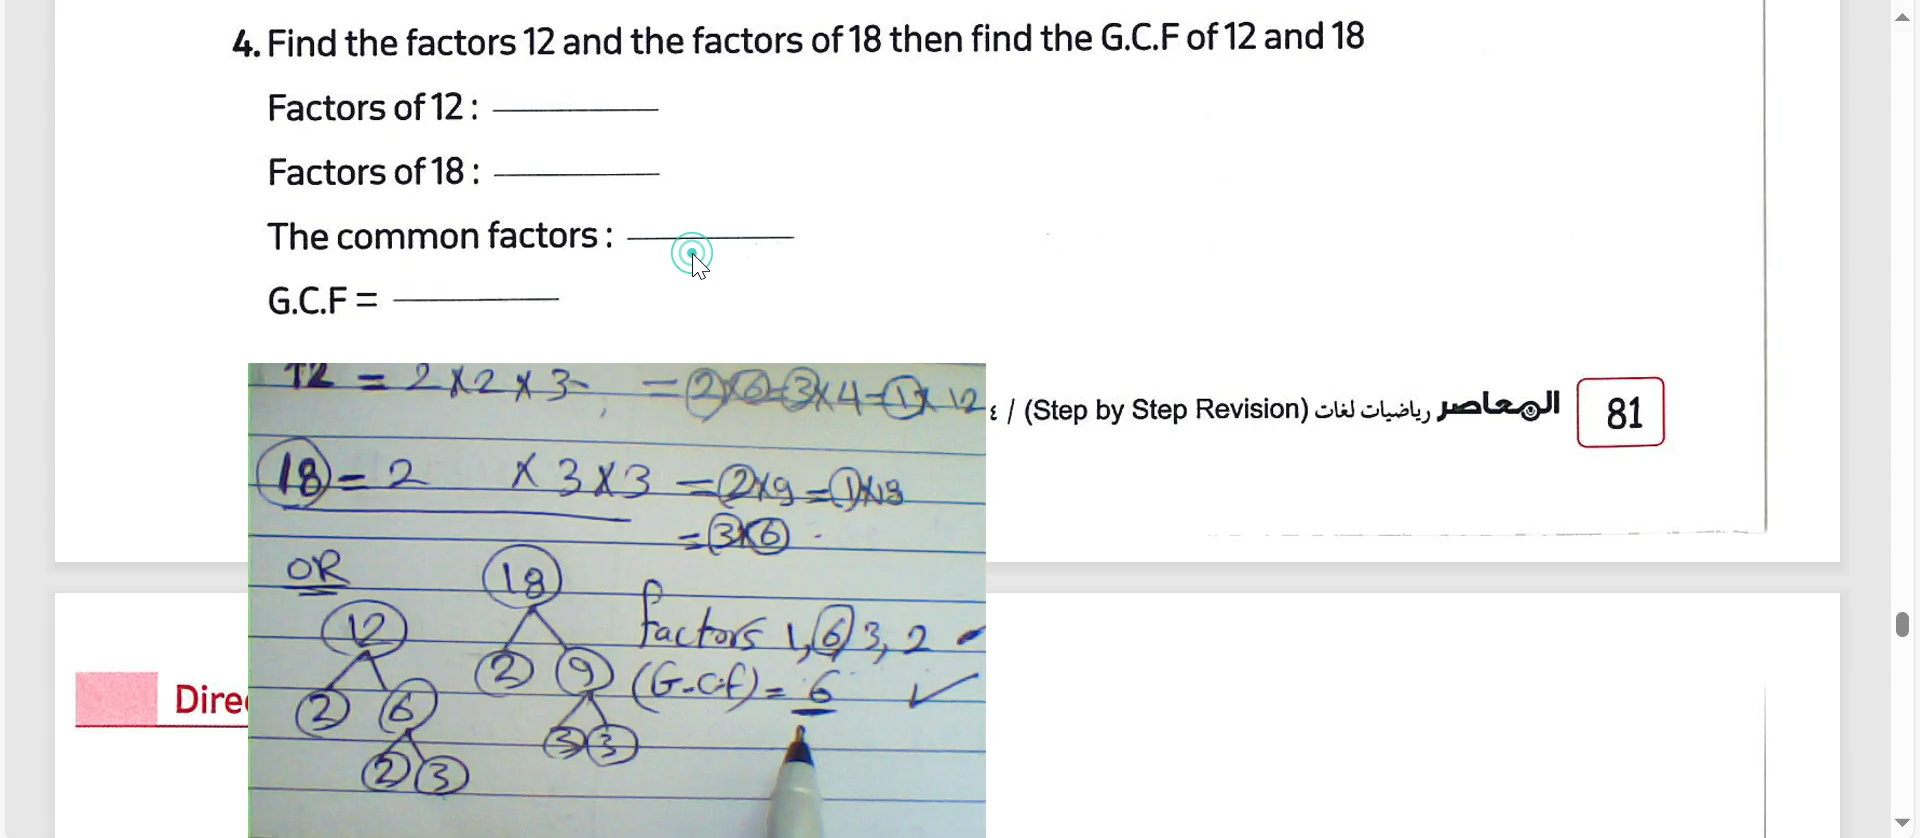 4. Find the factors 12 and the factors of 18 then find the G.C.F of 12 and 18
Factors of 12 :
Factors of 18 :
The common factors :
G.C.F =
12 = 2 X 2 X 3 = 2 X 6 = 3 X 4 = 1 X 12
٤ / (Step by Step Revision) المعاصر رياضيات لغات
81
18 = 2 X 3 X 3 = 2 X 9 = 1 X 18
= 3 X 6
OR
18
12
factors 1, 6, 3, 2
2 9
(G.C.f) = 6
2 6
3 3
2 3
Direc